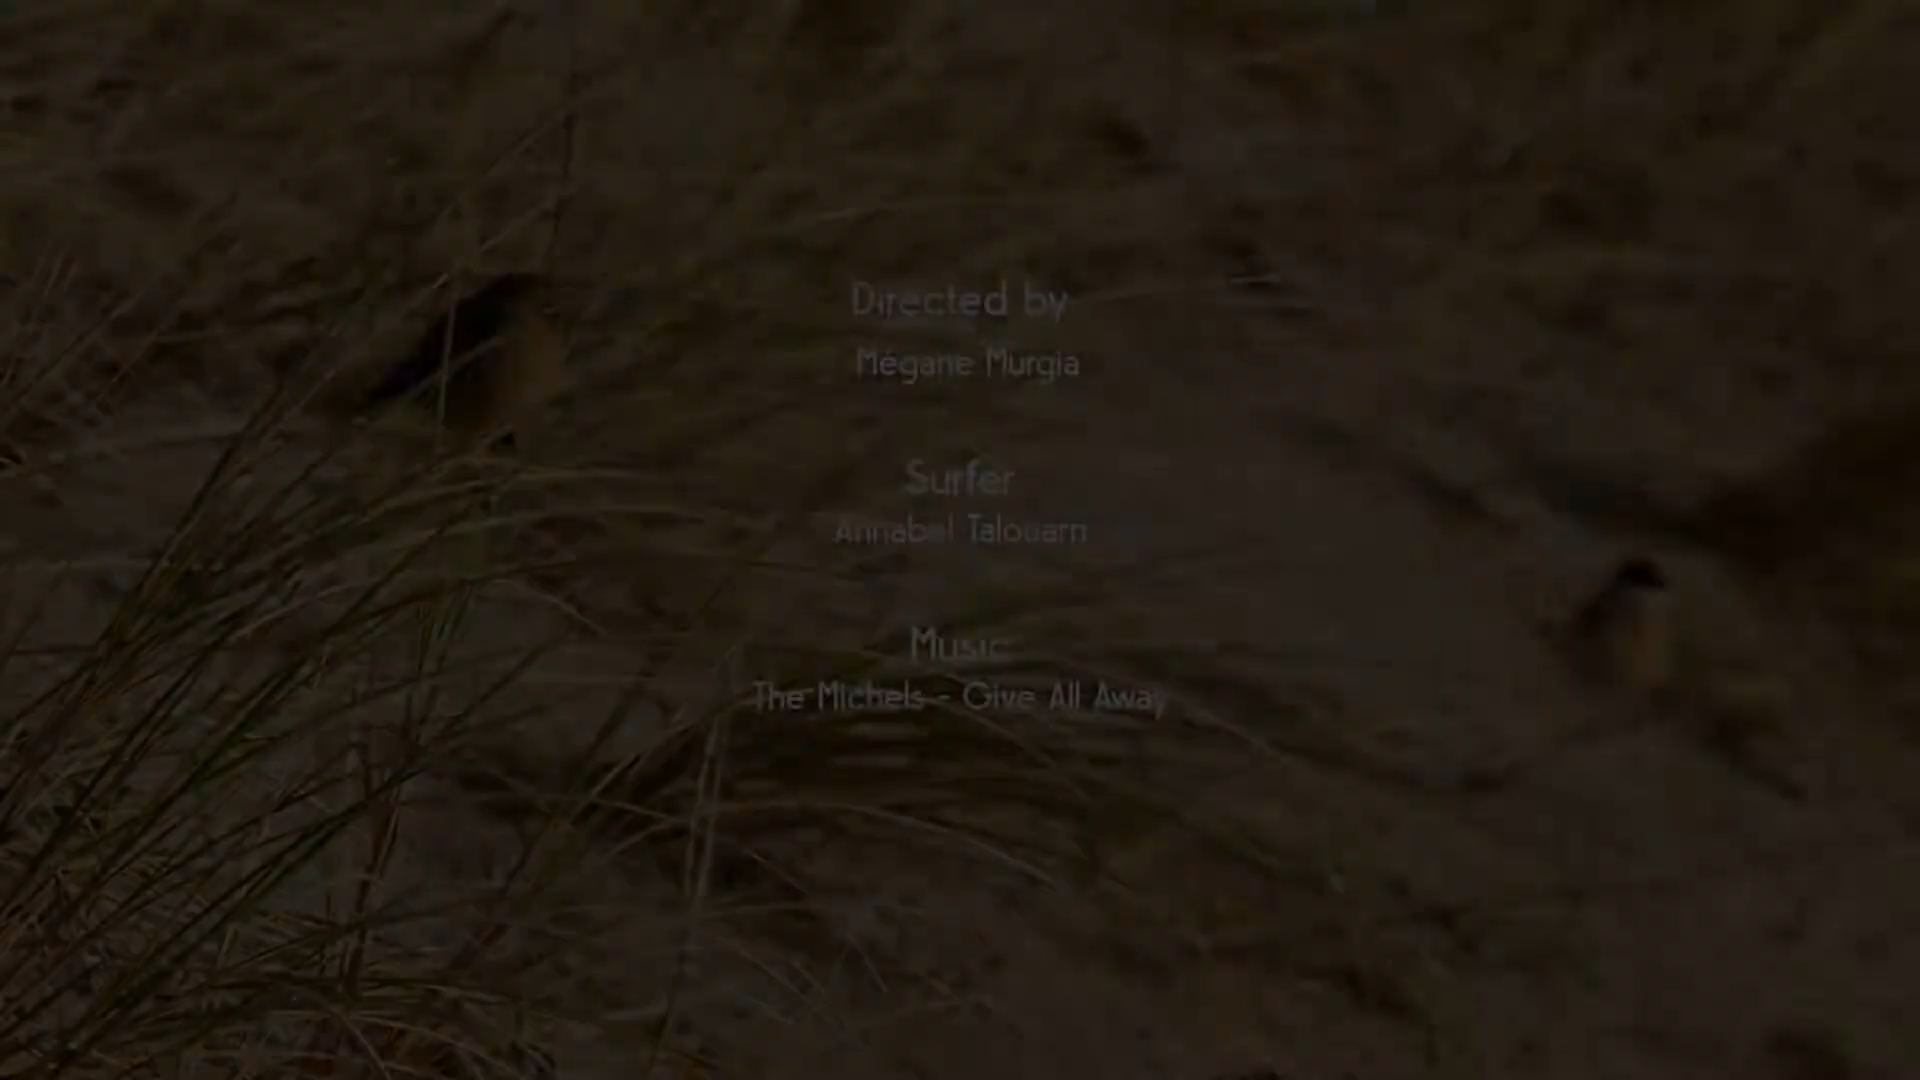 Directed by
Mégane Murgia
Surfer
Annabel Talouarn
Music
The Michels - Give All Away